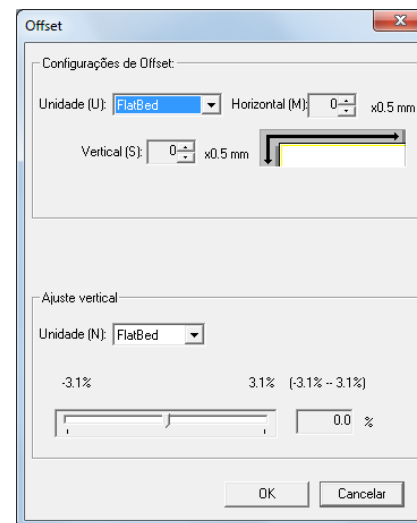 Offset
Configurações de Offset:
Unidade (U): FlatBed Horizontal (M): 0 x0.5 mm
Vertical (S): 0 x0.5 mm
Ajuste vertical
Unidade (N): FlatBed
-3.1% 3.1% (-3.1% -- 3.1%)
0.0 %
OK Cancelar